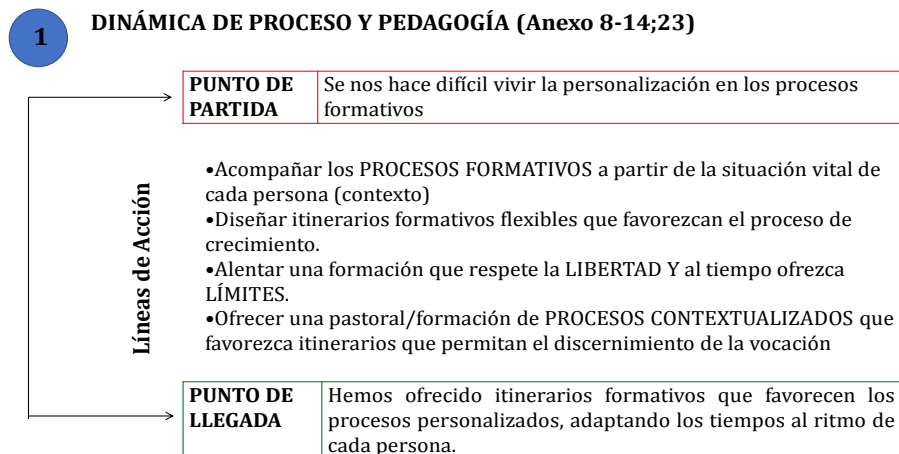 1
DINÁMICA DE PROCESO Y PEDAGOGÍA (Anexo 8-14;23)
PUNTO DE PARTIDA
Se nos hace difícil vivir la personalización en los procesos
formativos
Líneas de Acción
•Acompañar los PROCESOS FORMATIVOS a partir de la situación vital de
cada persona (contexto)
•Diseñar itinerarios formativos flexibles que favorezcan el proceso de
crecimiento.
•Alentar una formación que respete la LIBERTAD Y al tiempo ofrezca
LÍMITES.
•Ofrecer una pastoral/formación de PROCESOS CONTEXTUALIZADOS que
favorezca itinerarios que permitan el discernimiento de la vocación
PUNTO DE
LLEGADA
Hemos ofrecido itinerarios formativos que favorecen los
procesos personalizados, adaptando los tiempos al ritmo de
cada persona.